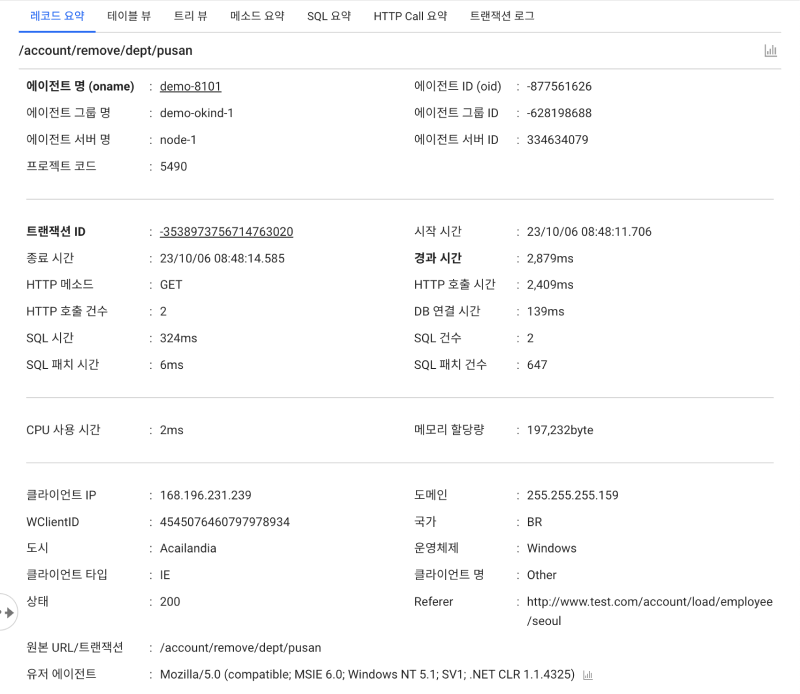 레코드 요약 테이블 뷰 트리 뷰 메소드 요약 SQL 요약 HTTP Call 요약 트랜잭션 로그
/account/remove/dept/pusan
에이전트 명 (oname) : demo-8101 에이전트 ID (oid) : -877561626
에이전트 그룹 명 : demo-okind-1 에이전트 그룹 ID : -628198688
에이전트 서버 명 : node-1 에이전트 서버 ID : 334634079
프로젝트 코드 : 5490
트랜잭션 ID : -3538973756714763020 시작 시간 : 23/10/06 08:48:11.706
종료 시간 : 23/10/06 08:48:14.585 경과 시간 : 2,879ms
HTTP 메소드 : GET HTTP 호출 시간 : 2,409ms
HTTP 호출 건수 : 2 DB 연결 시간 : 139ms
SQL 시간 : 324ms SQL 건수 : 2
SQL 패치 시간 : 6ms SQL 패치 건수 : 647
CPU 사용 시간 : 2ms 메모리 할당량 : 197,232byte
클라이언트 IP : 168.196.231.239 도메인 : 255.255.255.159
WClientID : 4545076460797978934 국가 : BR
도시 : Acailandia 운영체제 : Windows
클라이언트 타입 : IE 클라이언트 명 : Other
상태 : 200 Referer : http://www.test.com/account/load/employee
/seoul
원본 URL/트랜잭션 : /account/remove/dept/pusan
유저 에이전트 : Mozilla/5.0 (compatible; MSIE 6.0; Windows NT 5.1; SV1; .NET CLR 1.1.4325)